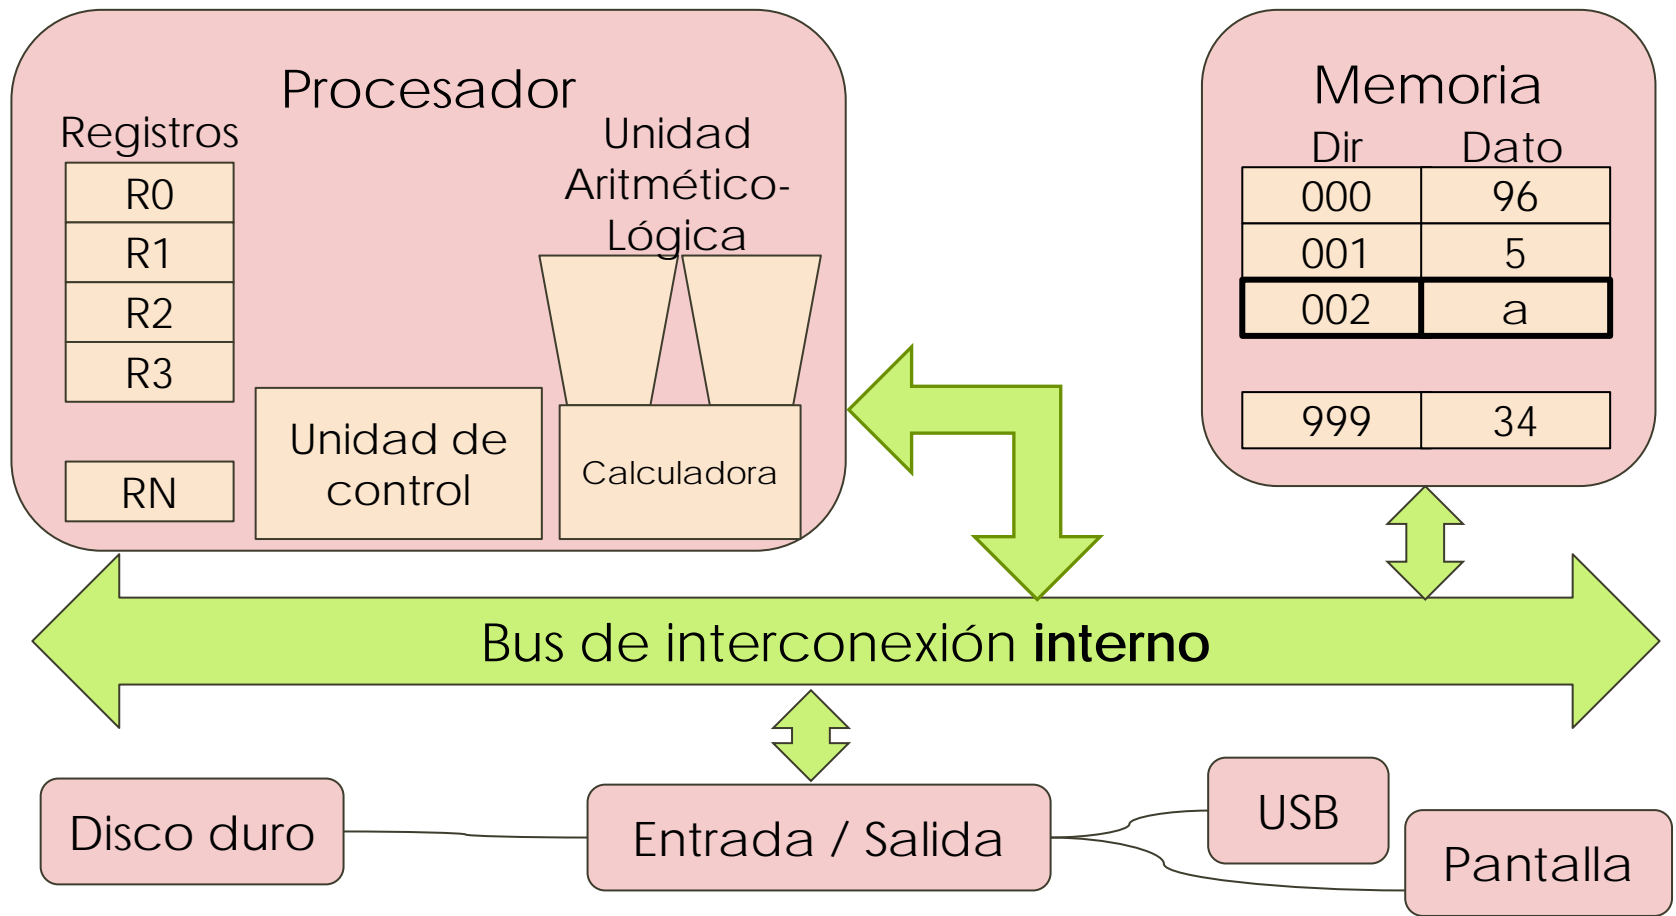 Procesador
Registros
R0
R1
R2
R3
RN
Unidad de
control
Unidad
Aritmético-
Lógica
Calculadora
Memoria
Dir Dato
000 96
001 5
002 a
999 34
Bus de interconexión interno
Disco duro
Entrada / Salida
USB
Pantalla